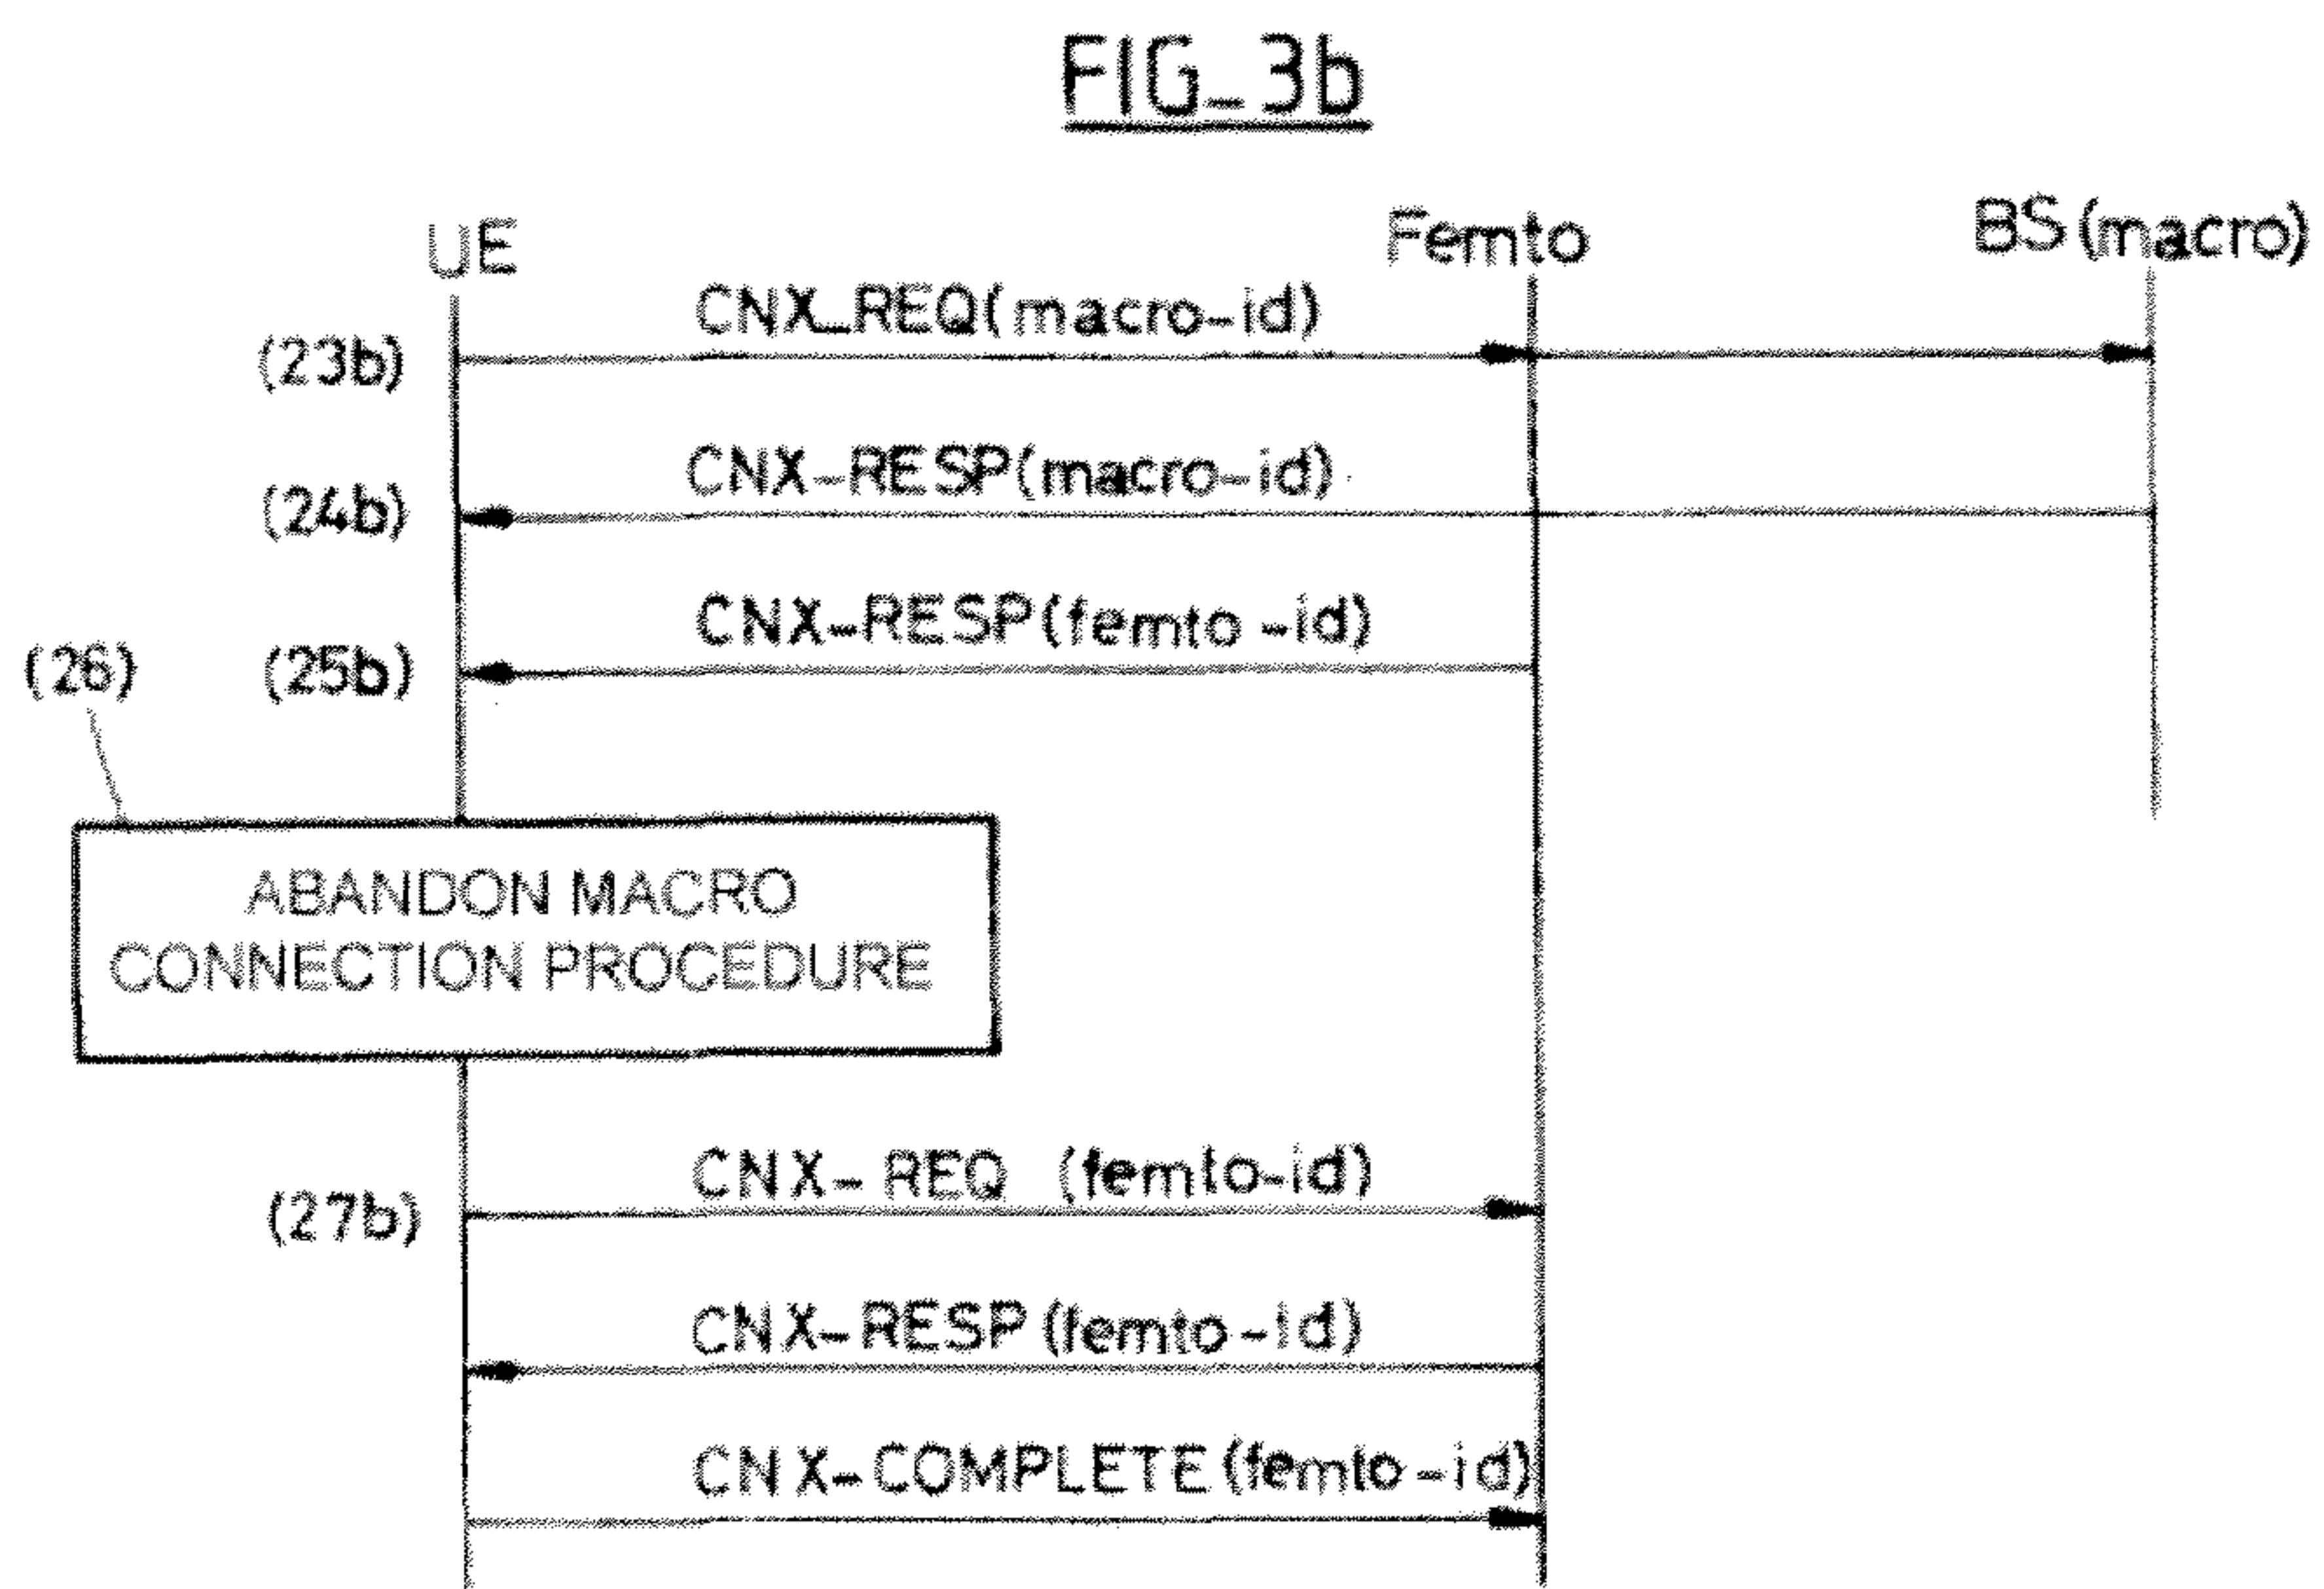 FIG_3b
UE
Femto
BS(macro)
(23b)
CNX_REQ(macro-id)
(24b)
CNX-RESP(macro-id)
(25b)
CNX-RESP(femto-id)
(26)
ABANDON MACRO
CONNECTION PROCEDURE
(27b)
CNX-REQ (femto-id)
CNX-RESP(femto-id)
CNX-COMPLETE(femto-id)